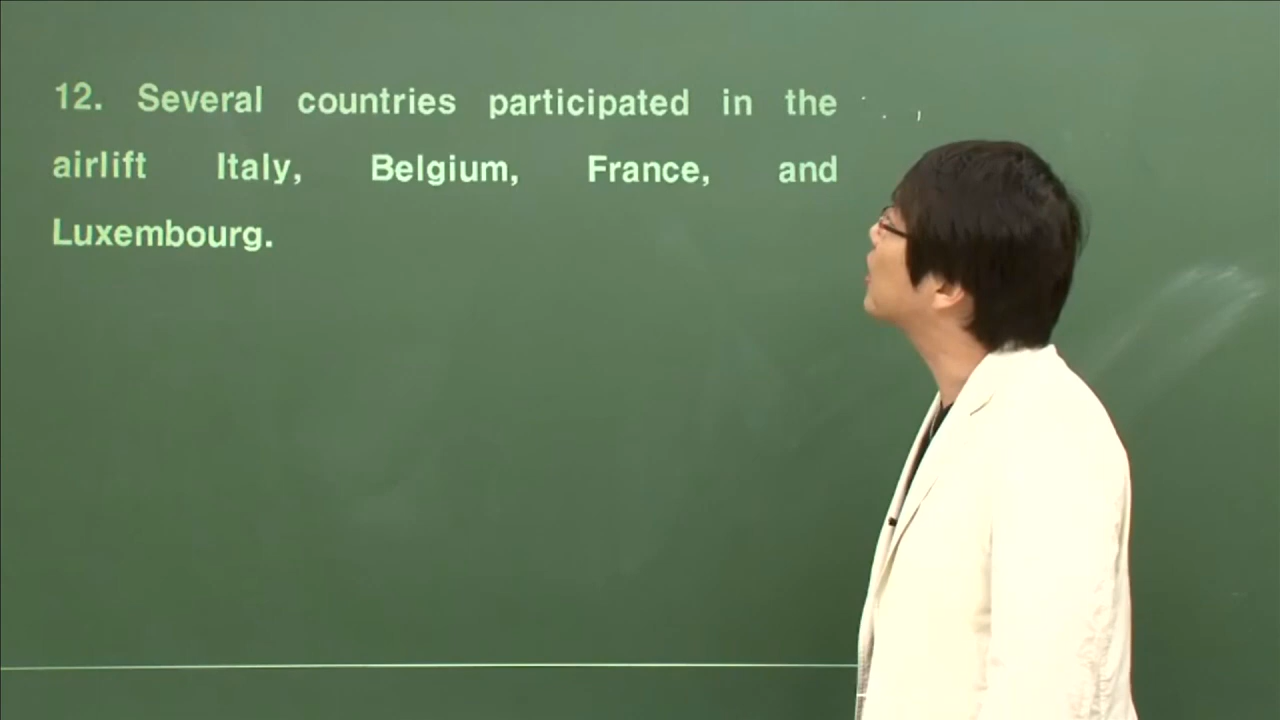 12. Several countries participated in the
airlift Italy, Belgium, France, and
Luxembourg.